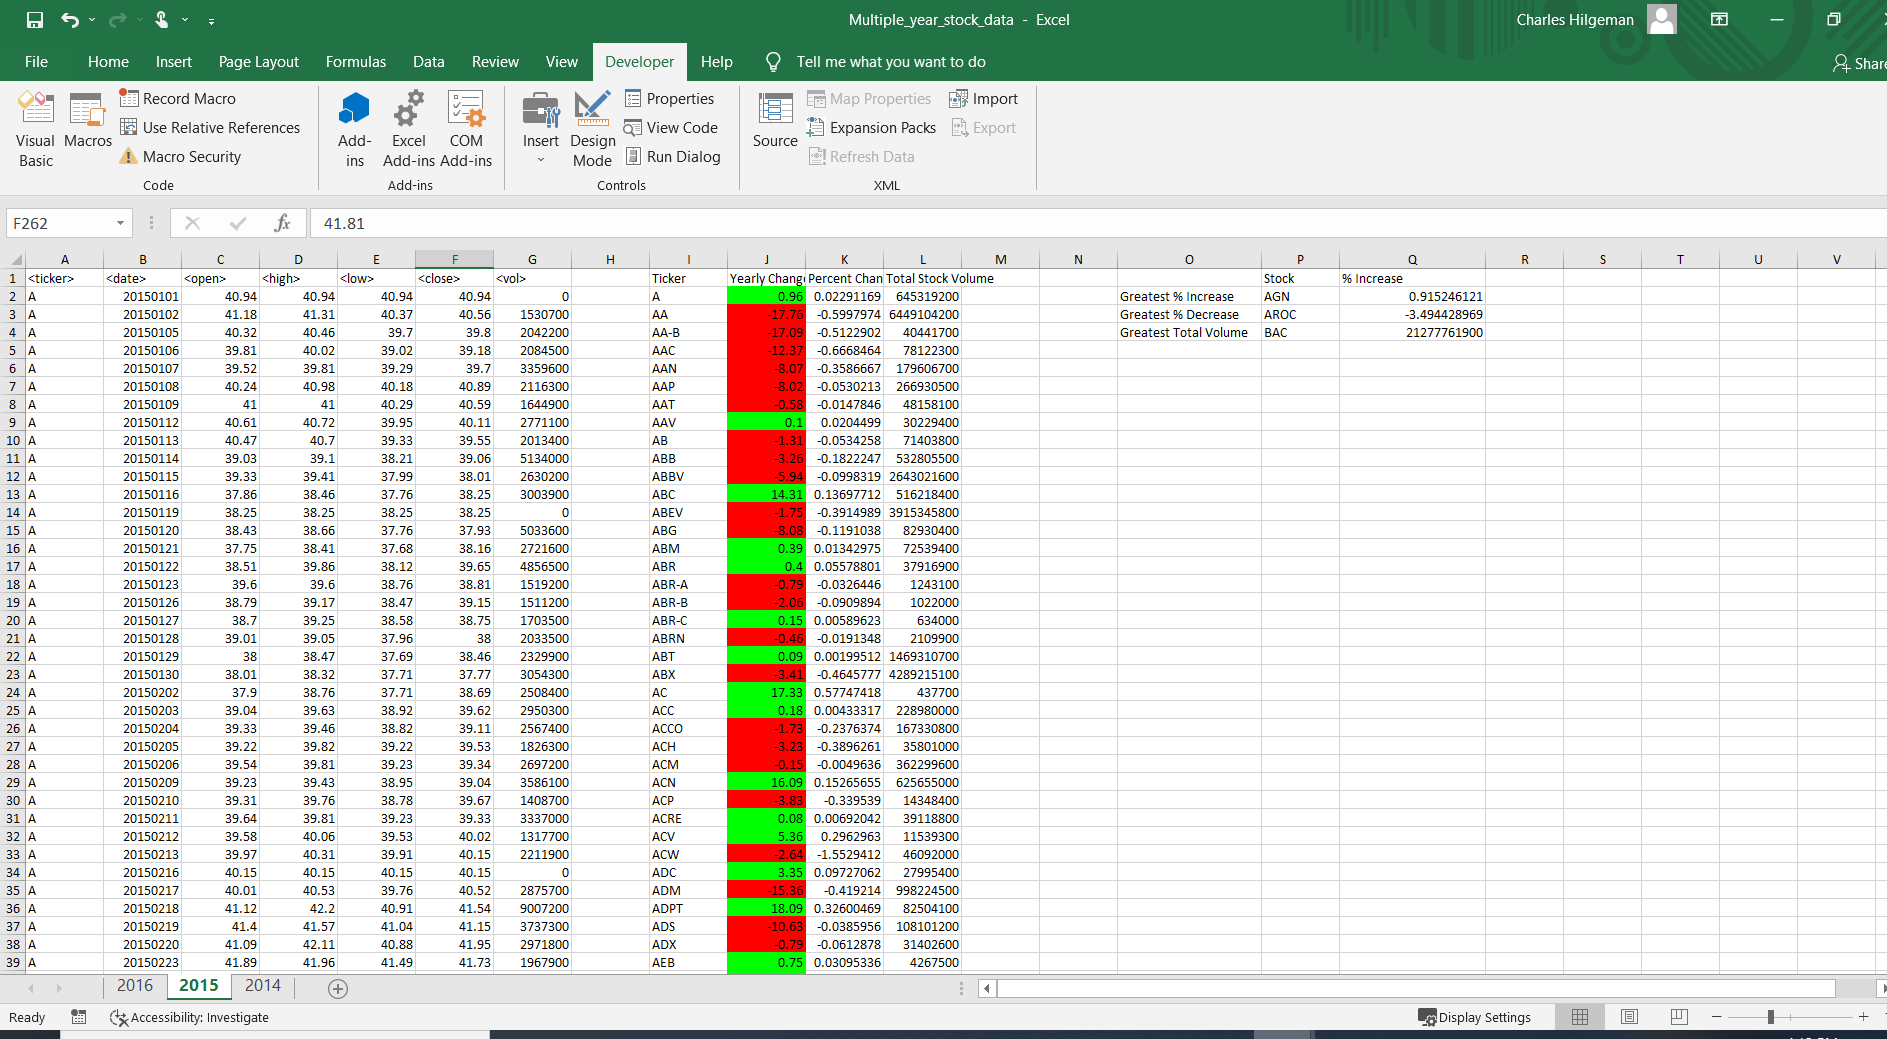 Multiple_year_stock_data - Excel
Charles Hilgeman
File Home Insert Page Layout Formulas Data Review View Developer Help Tell me what you want to do
Share
Visual Basic
Macros
Record Macro
Use Relative References
Macro Security
Code
Add-ins
Excel Add-ins
COM Add-ins
Add-ins
Insert
Design Mode
Properties
View Code
Run Dialog
Controls
Source
Map Properties
Expansion Packs
Refresh Data
Import
Export
XML
F262 fx 41.81
A B C D E F G H I J K L M N O P Q R S T U V
1 <ticker> <date> <open> <high> <low> <close> <vol> Ticker Yearly Chang Percent Chan Total Stock Volume Stock % Increase
2 A 20150101 40.94 40.94 40.94 40.94 0 A 0.96 0.02291169 645319200 Greatest % Increase AGN 0.915246121
3 A 20150102 41.18 41.31 40.37 40.56 1530700 AA -17.76 -0.5997974 6449104200 Greatest % Decrease AROC -3.494428969
4 A 20150105 40.32 40.46 39.7 39.8 2042200 AA-B -17.09 -0.5122902 40441700 Greatest Total Volume BAC 21277761900
5 A 20150106 39.81 40.02 39.02 39.18 2084500 AAC -12.37 -0.6668464 78122300
6 A 20150107 39.52 39.81 39.29 39.7 3359600 AAN -8.07 -0.3586667 179606700
7 A 20150108 40.24 40.98 40.18 40.89 2116300 AAP -8.02 -0.0530213 266930500
8 A 20150109 41 41 40.29 40.59 1644900 AAT -0.58 -0.0147846 48158100
9 A 20150112 40.61 40.72 39.95 40.11 2771100 AAV 0.1 0.0204499 30229400
10 A 20150113 40.47 40.7 39.33 39.55 2013400 AB -1.31 -0.0534258 71403800
11 A 20150114 39.03 39.1 38.21 39.06 5134000 ABB -3.26 -0.1822247 532805500
12 A 20150115 39.33 39.41 37.99 38.01 2630200 ABBV -5.94 -0.0998319 2643021600
13 A 20150116 37.86 38.46 37.76 38.25 3003900 ABC 14.31 0.13697712 516218400
14 A 20150119 38.25 38.25 38.25 38.25 0 ABEV -1.75 -0.3914989 3915345800
15 A 20150120 38.43 38.66 37.76 37.93 5033600 ABG -8.08 -0.1191038 82930400
16 A 20150121 37.75 38.41 37.68 38.16 2721600 ABM 0.39 0.01342975 72539400
17 A 20150122 38.51 39.86 38.12 39.65 4856500 ABR 0.4 0.05578801 37916900
18 A 20150123 39.6 39.6 38.76 38.81 1519200 ABR-A -0.79 -0.0326446 1243100
19 A 20150126 38.79 39.17 38.47 39.15 1511200 ABR-B -2.06 -0.0909894 1022000
20 A 20150127 38.7 39.25 38.58 38.75 1703500 ABR-C 0.15 0.00589623 634000
21 A 20150128 39.01 39.05 37.96 38 2033500 ABRN -0.46 -0.0191348 2109900
22 A 20150129 38 38.47 37.69 38.46 2329900 ABT 0.09 0.00199512 1469310700
23 A 20150130 38.01 38.32 37.71 37.77 3054300 ABX -3.41 -0.4645777 4289215100
24 A 20150202 37.9 38.76 37.71 38.69 2508400 AC 17.33 0.57747418 437700
25 A 20150203 39.04 39.63 38.92 39.62 2950300 ACC 0.18 0.00433317 228980000
26 A 20150204 39.33 39.46 38.82 39.11 2567400 ACCO -1.73 -0.2376374 167330800
27 A 20150205 39.22 39.82 39.22 39.53 1826300 ACH -3.23 -0.3896261 35801000
28 A 20150206 39.54 39.81 39.23 39.34 2697200 ACM -0.15 -0.0049636 362299600
29 A 20150209 39.23 39.43 38.95 39.04 3586100 ACN 16.09 0.15265655 625655000
30 A 20150210 39.31 39.76 38.78 39.67 1408700 ACP -3.83 -0.339539 14348400
31 A 20150211 39.64 39.81 39.23 39.33 3337000 ACRE 0.08 0.00692042 39118800
32 A 20150212 39.58 40.06 39.53 40.02 1317700 ACV 5.36 0.2962963 11539300
33 A 20150213 39.97 40.31 39.91 40.15 2211900 ACW -2.64 -1.5529412 46092000
34 A 20150216 40.15 40.15 40.15 40.15 0 ADC 3.35 0.09727062 27995400
35 A 20150217 40.01 40.53 39.76 40.52 2875700 ADM -15.36 -0.419214 998224500
36 A 20150218 41.12 42.2 40.91 41.54 9007200 ADPT 18.09 0.32600469 82504100
37 A 20150219 41.4 41.57 41.04 41.15 3737300 ADS -10.63 -0.0385956 108101200
38 A 20150220 41.09 42.11 40.88 41.95 2971800 ADX -0.79 -0.0612878 31402600
39 A 20150223 41.89 41.96 41.49 41.73 1967900 AEB 0.75 0.03095336 4267500
2016 2015 2014
Ready Accessibility: Investigate Display Settings